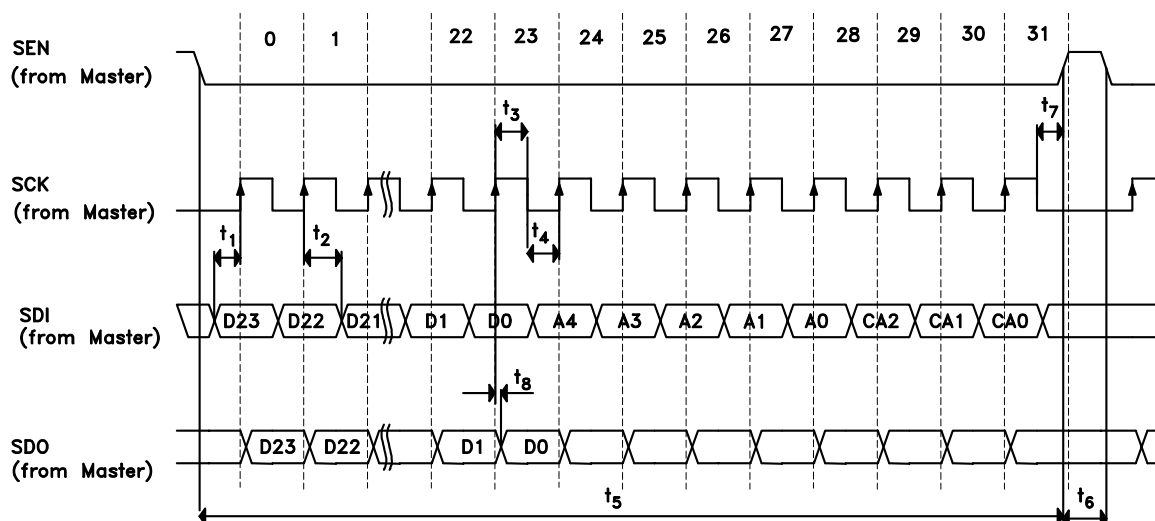 0 1 22 23 24 25 26 27 28 29 30 31
SEN
(from Master)
t3 t7
SCK
(from Master)
t1 t2 t4
SDI
(from Master)
D23 D22 D21 D1 D0 A4 A3 A2 A1 A0 CA2 CA1 CA0
t8
SDO
(from Master)
D23 D22 D1 D0
t5 t6